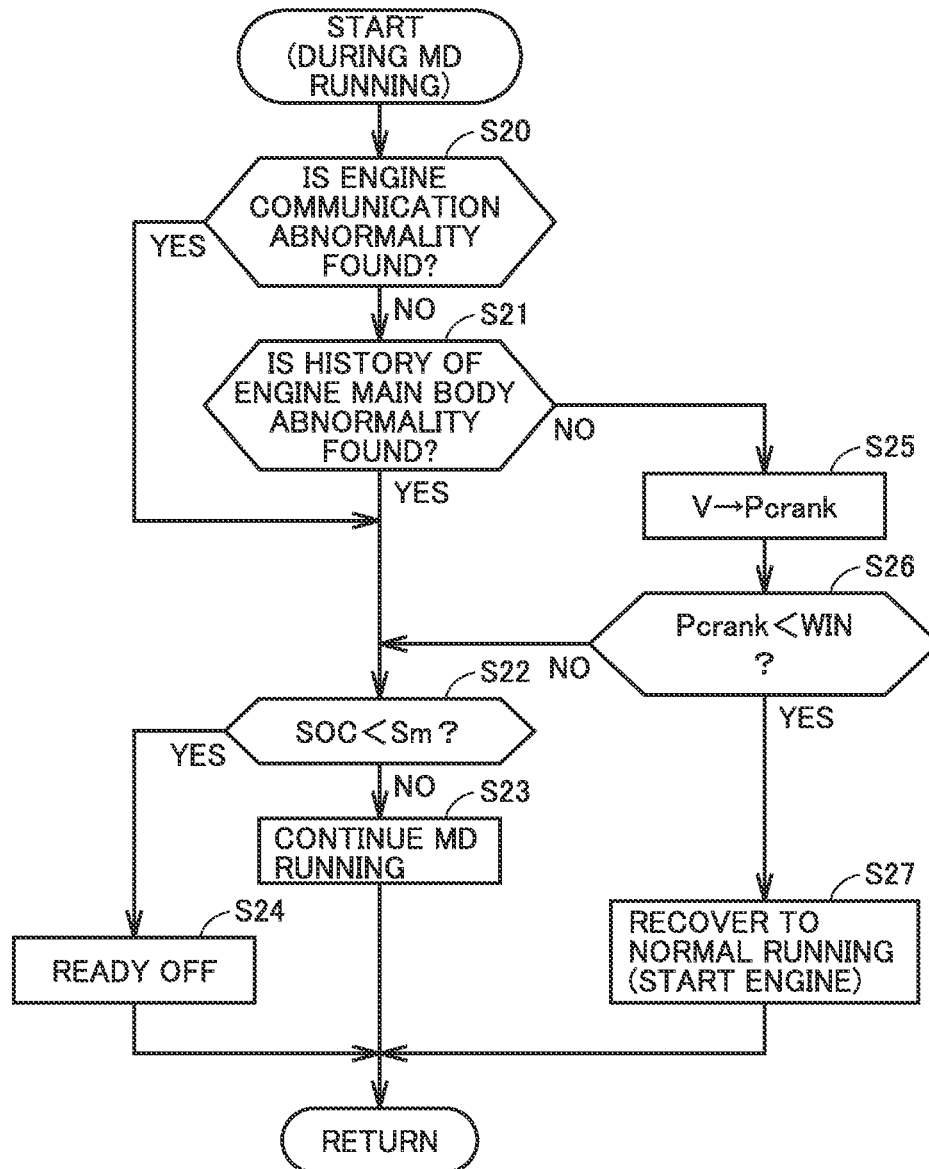 START
(DURING MD
RUNNING)
S20
IS ENGINE
COMMUNICATION
ABNORMALITY
FOUND?
YES
NO
S21
IS HISTORY OF
ENGINE MAIN BODY
ABNORMALITY
FOUND?
NO
YES
S25
V→Pcrank
S26
Pcrank<WIN
?
NO
YES
S22
SOC<Sm?
YES
NO
S23
CONTINUE MD
RUNNING
S24
READY OFF
S27
RECOVER TO
NORMAL RUNNING
(START ENGINE)
RETURN